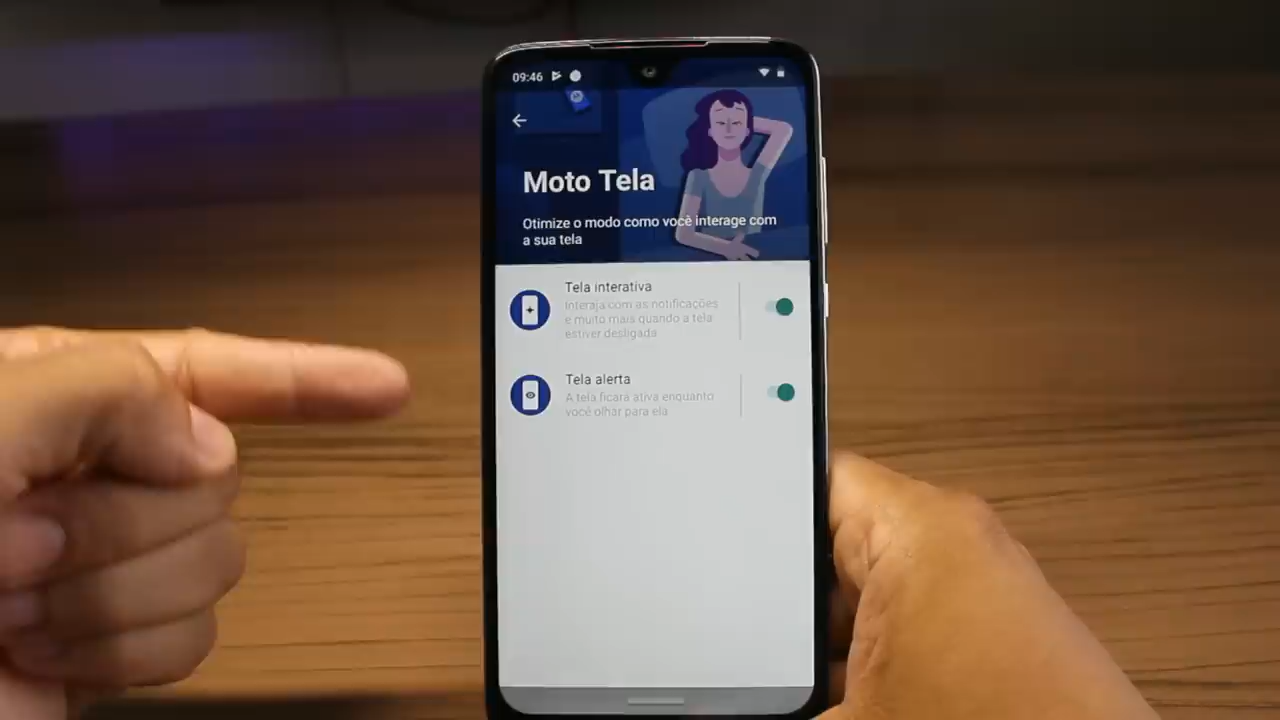 09:46
Moto Tela
Otimize o modo como você interage com
a sua tela
Tela interativa
Interaja com as notificações
e muito mais quando a tela
estiver desligada
Tela alerta
A tela ficará ativa enquanto
você olhar para ela